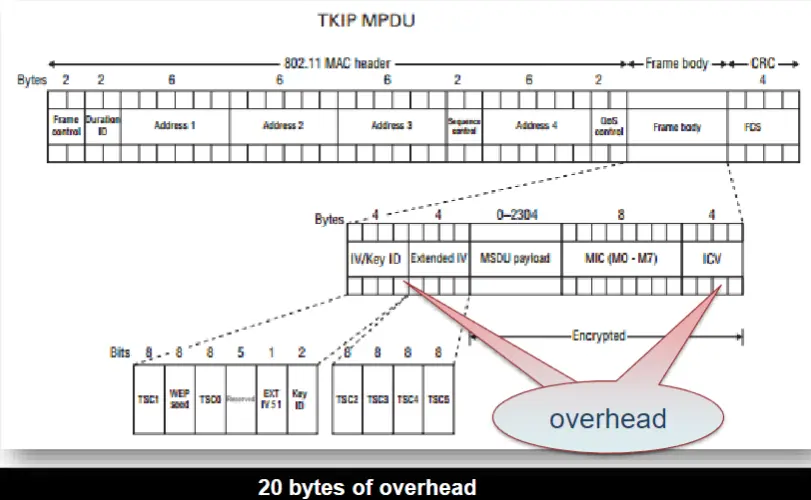 TKIP MPDU
802.11 MAC header Frame body CRC
Bytes 2 2 6 6 6 2 6 2 4
Frame control Duration ID Address 1 Address 2 Address 3 Sequence control Address 4 QoS control Frame body FCS
Bytes 4 4 0–2304 8 4
IV/Key ID Extended IV MSDU payload MIC (M0 - M7) ICV
Encrypted
Bits 8 8 8 5 1 2 8 8 8 8
TSC1 WEP seed TSC0 Reserved EXT Key ID TSC2 TSC3 TSC4 TSC5
overhead
20 bytes of overhead